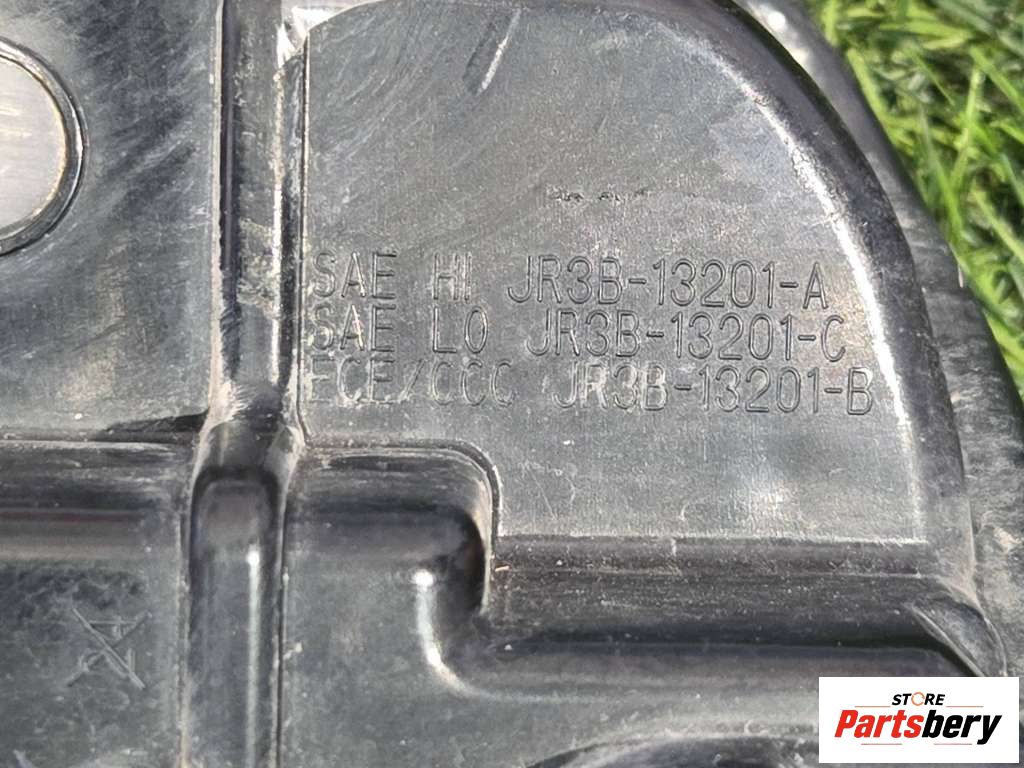 SAE HI JR3B-13201-A
SAE LO JR3B-13201-C
ECE/CCC JR3B-13201-B
STORE
Partsbery